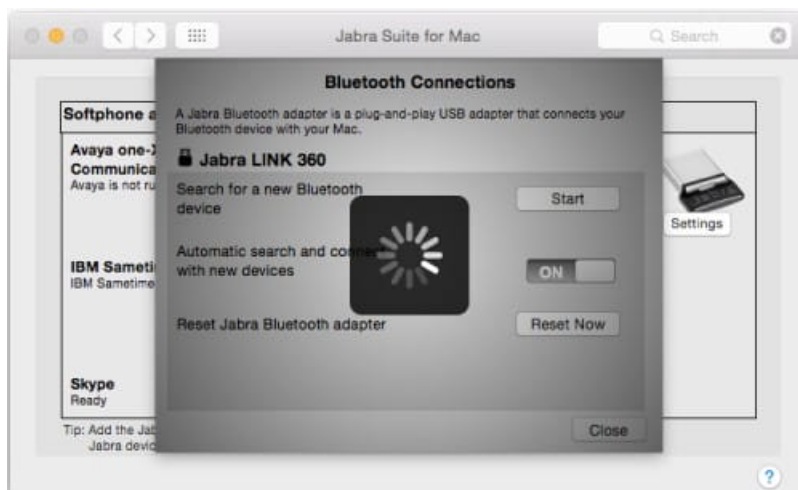 Jabra Suite for Mac
Search
Bluetooth Connections
A Jabra Bluetooth adapter is a plug-and-play USB adapter that connects your
Bluetooth device with your Mac.
Softphone a
Avaya one-X
Communica
Avaya is not ru
Jabra LINK 360
Search for a new Bluetooth
device
Start
Settings
Automatic search and connect
with new devices
ON
IBM Sameti
IBM Sametime
Reset Jabra Bluetooth adapter
Reset Now
Skype
Ready
Tip: Add the Jab
Jabra devic
Close
?